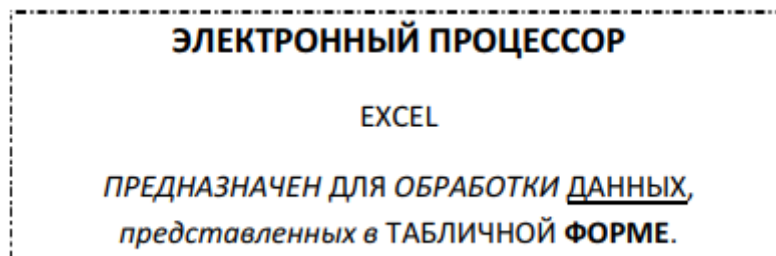 ЭЛЕКТРОННЫЙ ПРОЦЕССОР
EXCEL
ПРЕДНАЗНАЧЕН ДЛЯ ОБРАБОТКИ ДАННЫХ,
представленных в ТАБЛИЧНОЙ ФОРМЕ.